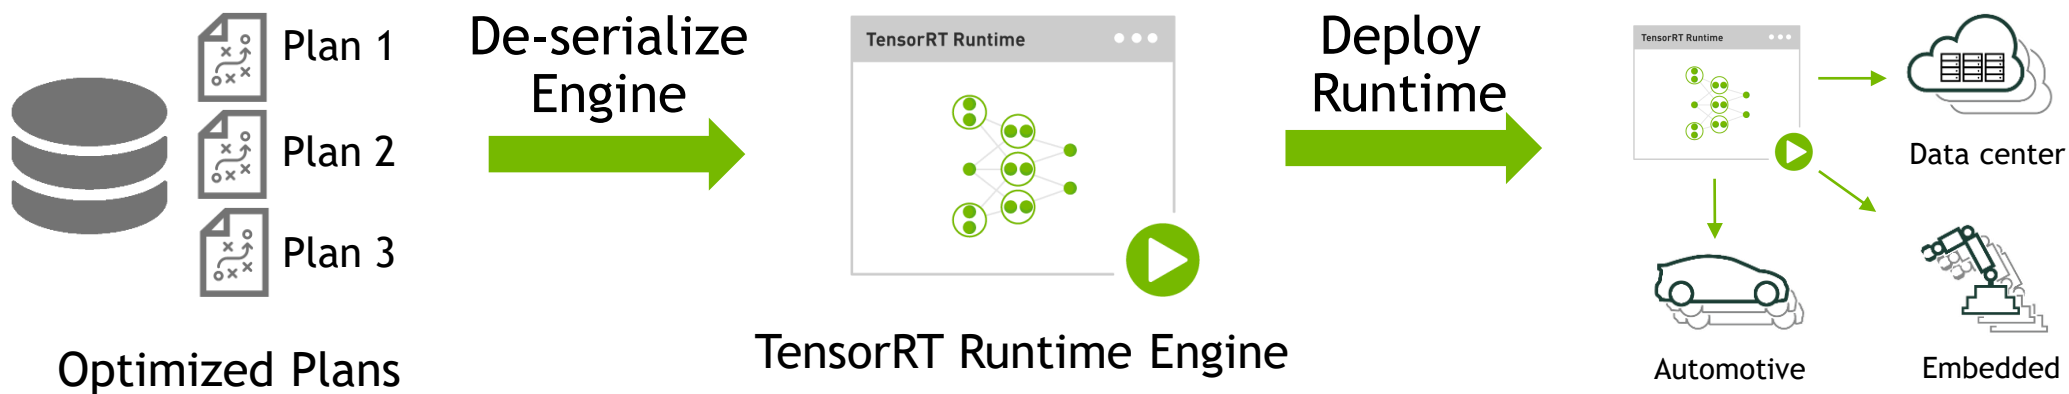 Plan 1
Plan 2
Plan 3
Optimized Plans
De-serialize
Engine
TensorRT Runtime
TensorRT Runtime Engine
Deploy
Runtime
TensorRT Runtime
Data center
Automotive
Embedded